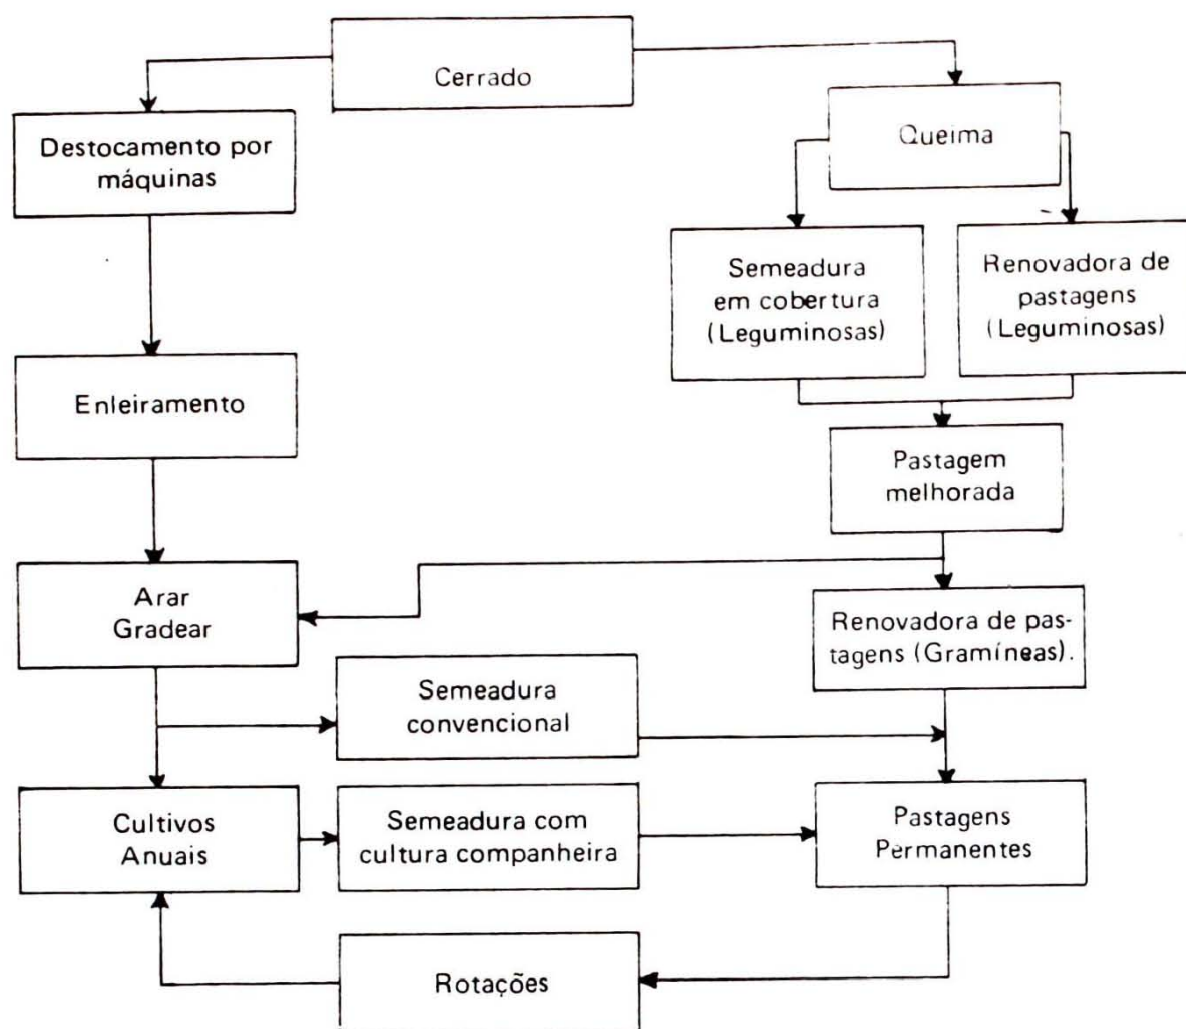 Cerrado
Destocamento por
máquinas
Queima
Semeadura
em cobertura
(Leguminosas)
Renovadora de
pastagens
(Leguminosas)
Enleiramento
Pastagem
melhorada
Arar
Gradear
Renovadora de pas-
tagens (Gramíneas).
Semeadura
convencional
Cultivos
Anuais
Semeadura com
cultura companheira
Pastagens
Permanentes
Rotações